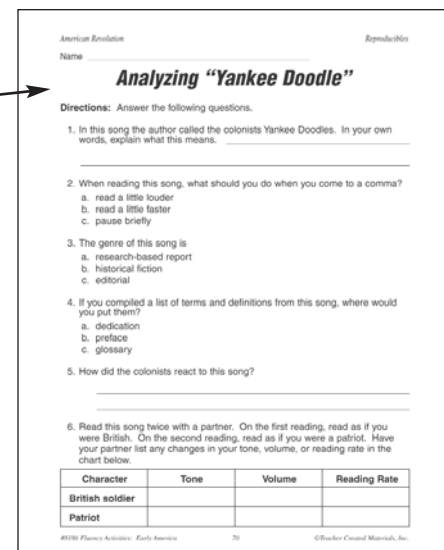 American Revolution
Reproducibles
Name
Analyzing “Yankee Doodle”
Directions: Answer the following questions.
1. In this song the author called the colonists Yankee Doodles. In your own
words, explain what this means.
2. When reading this song, what should you do when you come to a comma?
a. read a little louder
b. read a little faster
c. pause briefly
3. The genre of this song is
a. research-based report
b. historical fiction
c. editorial
4. If you compiled a list of terms and definitions from this song, where would
you put them?
a. dedication
b. preface
c. glossary
5. How did the colonists react to this song?
6. Read this song twice with a partner. On the first reading, read as if you
were British. On the second reading, read as if you were a patriot. Have
your partner list any changes in your tone, volume, or reading rate in the
chart below.
Character Tone Volume Reading Rate
British soldier
Patriot
#8186 Fluency Activities: Early America 70 ©Teacher Created Materials, Inc.